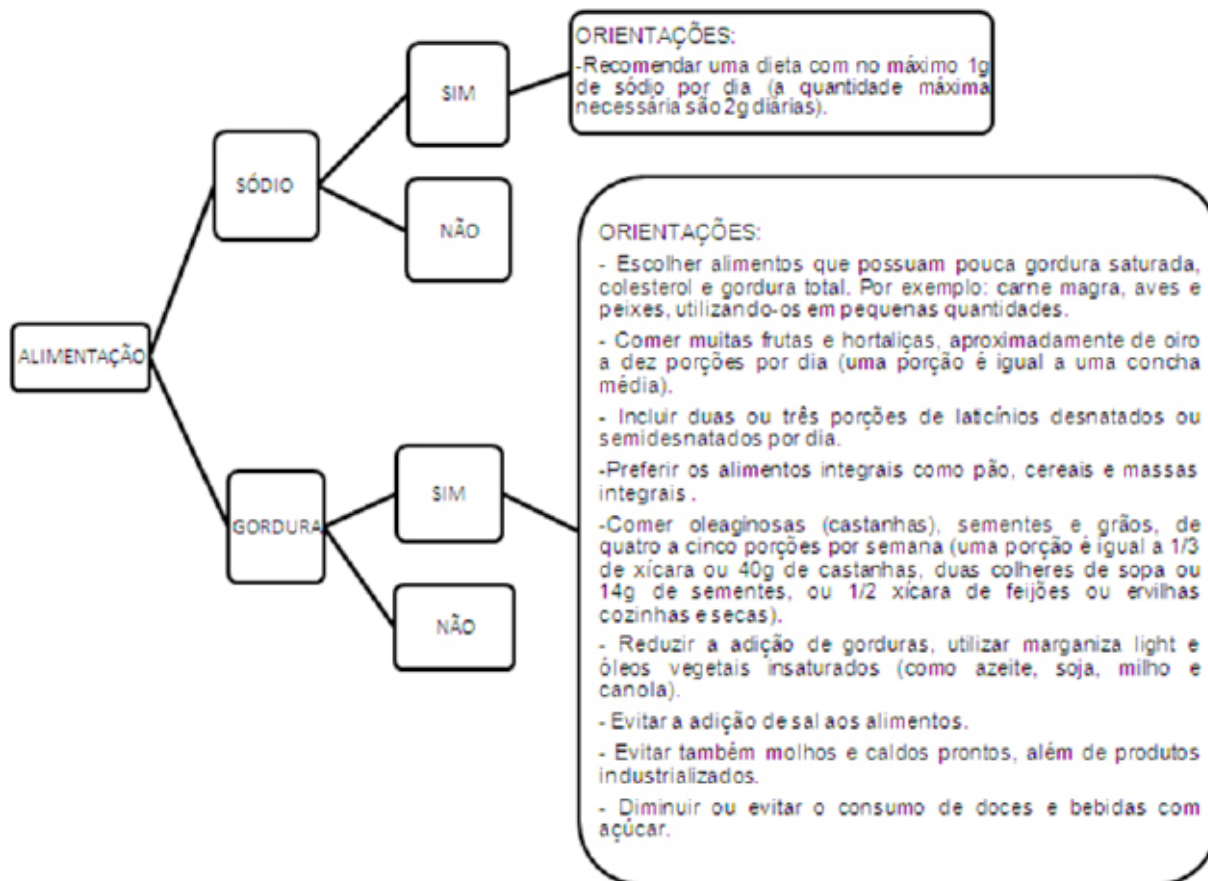 ALIMENTAÇÃO
SÓDIO
SIM
ORIENTAÇÕES:
-Recomendar uma dieta com no máximo 1g
de sódio por dia (a quantidade máxima
necessária são 2g diárias).
NÃO
GORDURA
SIM
ORIENTAÇÕES:
- Escolher alimentos que possuam pouca gordura saturada,
colesterol e gordura total. Por exemplo: carne magra, aves e
peixes, utilizando-os em pequenas quantidades.
- Comer muitas frutas e hortaliças, aproximadamente de oiro
a dez porções por dia (uma porção é igual a uma concha
média).
- Incluir duas ou três porções de laticínios desnatados ou
semidesnatados por dia.
-Preferir os alimentos integrais como pão, cereais e massas
integrais .
-Comer oleaginosas (castanhas), sementes e grãos, de
quatro a cinco porções por semana (uma porção é igual a 1/3
de xícara ou 40g de castanhas, duas colheres de sopa ou
14g de sementes, ou 1/2 xícara de feijões ou ervilhas
cozinhas e secas).
- Reduzir a adição de gorduras, utilizar marganiza light e
óleos vegetais insaturados (como azeite, soja, milho e
canola).
- Evitar a adição de sal aos alimentos.
- Evitar também molhos e caldos prontos, além de produtos
industrializados.
- Diminuir ou evitar o consumo de doces e bebidas com
açúcar.
NÃO